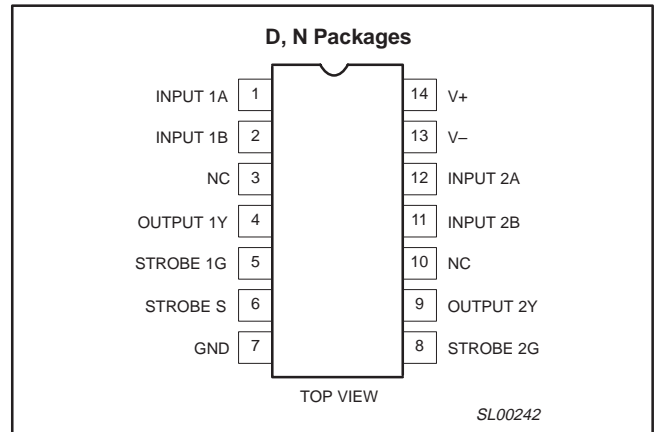 D, N Packages
INPUT 1A 1 14 V+
INPUT 1B 2 13 V–
NC 3 12 INPUT 2A
OUTPUT 1Y 4 11 INPUT 2B
STROBE 1G 5 10 NC
STROBE S 6 9 OUTPUT 2Y
GND 7 8 STROBE 2G
TOP VIEW
SL00242